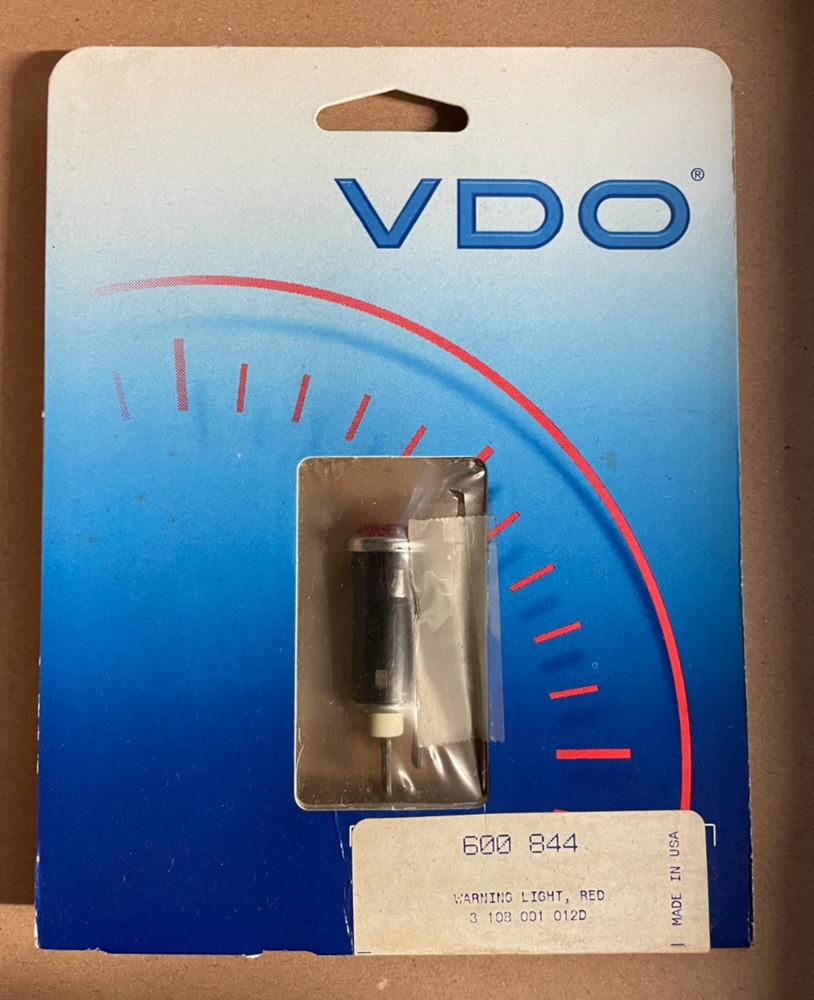 VDO®
600 844
WARNING LIGHT, RED
3 108 001 012D
MADE IN USA